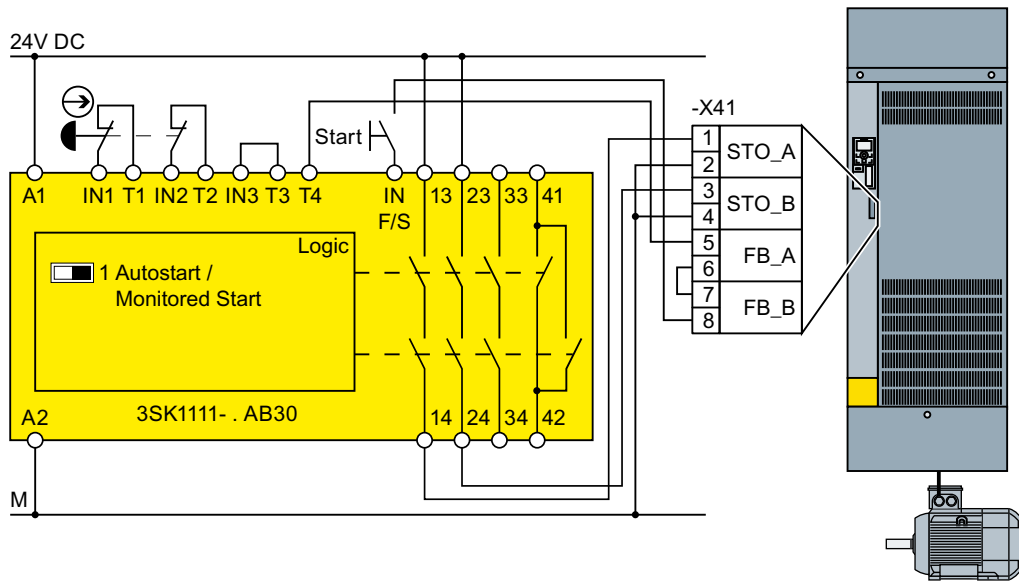 24V DC
-X41
Start
1
STO_A
2
3
STO_B
4
5
FB_A
6
7
FB_B
8
A1 IN1 T1 IN2 T2 IN3 T3 T4 IN 13 23 33 41
F/S
Logic
1 Autostart /
Monitored Start
A2 3SK1111- . AB30 14 24 34 42
M